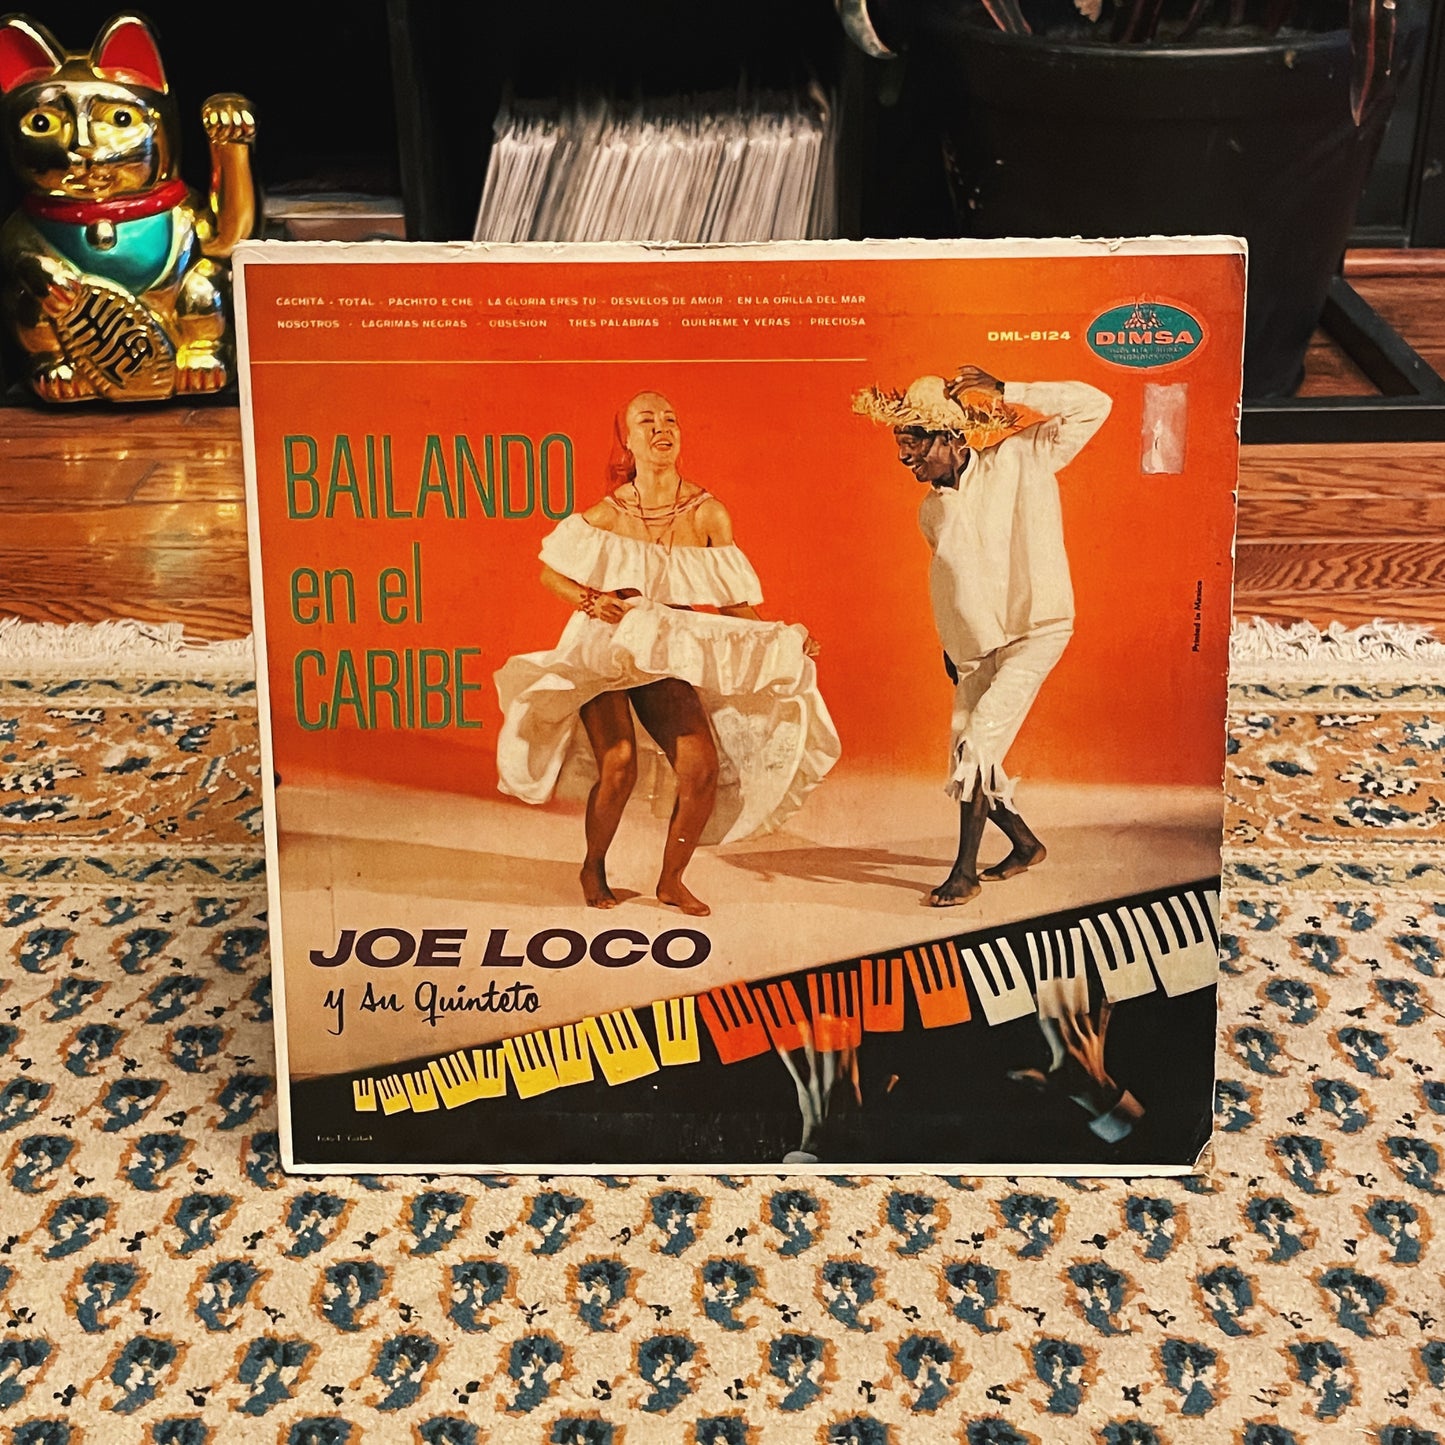 CACHITA - TOTAL - PACHITO E'CHE - LA GLORIA ERES TU - DESVELOS DE AMOR - EN LA ORILLA DEL MAR
NOSOTROS - LAGRIMAS NEGRAS - OBSESION - TRES PALABRAS - QUIEREME Y VERAS - PRECIOSA
DML-8124
DIMSA
BAILANDO
en el
CARIBE
Printed in Mexico
JOE LOCO
y su Quinteto